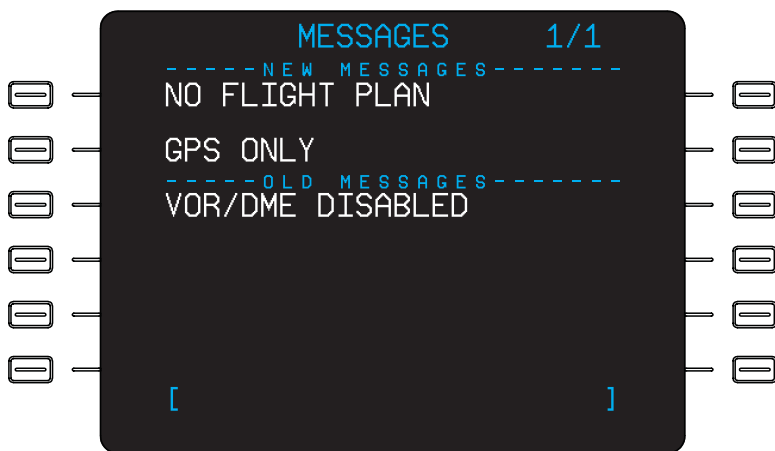 MESSAGES 1/1
-----NEW MESSAGES-------
NO FLIGHT PLAN
GPS ONLY
-----OLD MESSAGES-------
VOR/DME DISABLED
[ ]